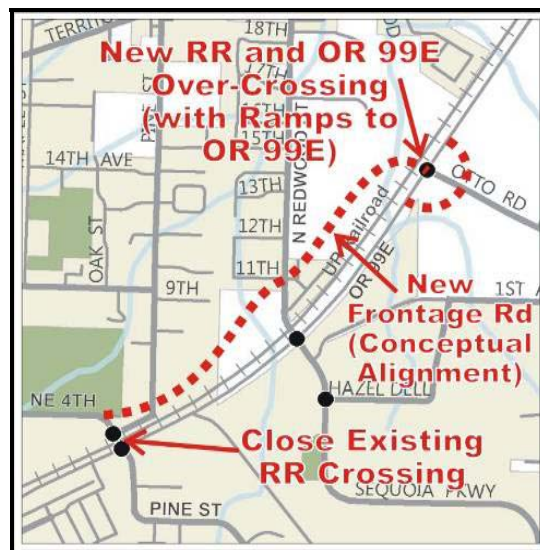 18TH
TERRITO
New RR and OR 99E
Over-Crossing
(with Ramps to
OR 99E)
15TH
14TH AVE
13TH
12TH
11TH
9TH
OAK ST
N REDWOOD ST
UP Railroad
OR 99E
OTTO RD
New
Frontage Rd
(Conceptual
Alignment)
1ST A
NE 4TH
HAZEL DELL
Close Existing
RR Crossing
SEQUOIA PKWY
PINE ST